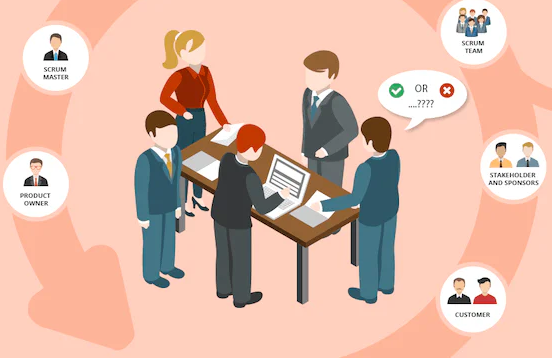 SCRUM
MASTER
PRODUCT
OWNER
OR
....????
SCRUM
TEAM
STAKEHOLDER
AND SPONSORS
CUSTOMER